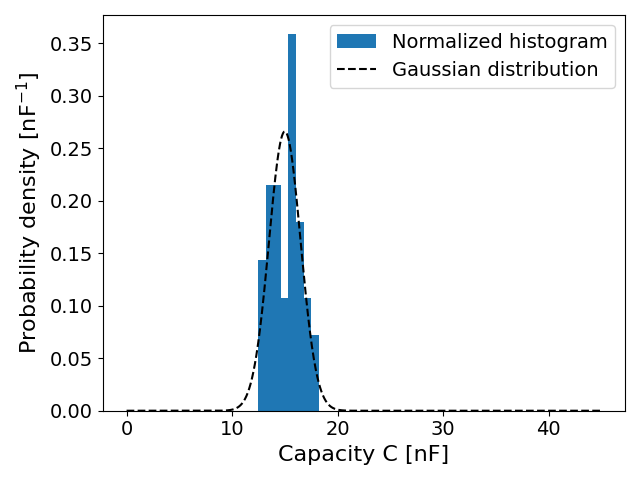 Normalized histogram
Gaussian distribution
Probability density [nF⁻¹]
0.35
0.30
0.25
0.20
0.15
0.10
0.05
0.00
0 10 20 30 40
Capacity C [nF]